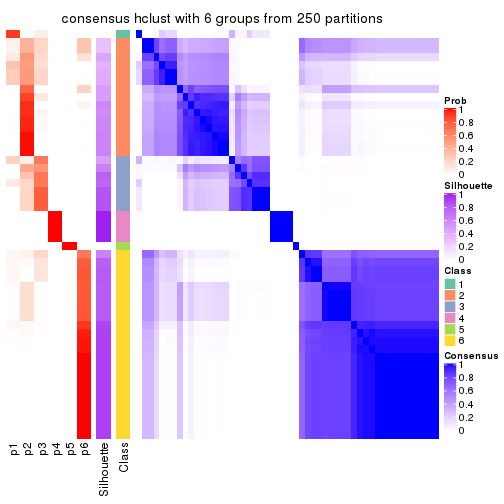 consensus hclust with 6 groups from 250 partitions
Prob
1
0.8
0.6
0.4
0.2
0
Silhouette
1
0.8
0.6
0.4
0.2
0
Class
1
2
3
4
5
6
Consensus
1
0.8
0.6
0.4
0.2
0
p1
p2
p3
p4
p5
p6
Silhouette
Class